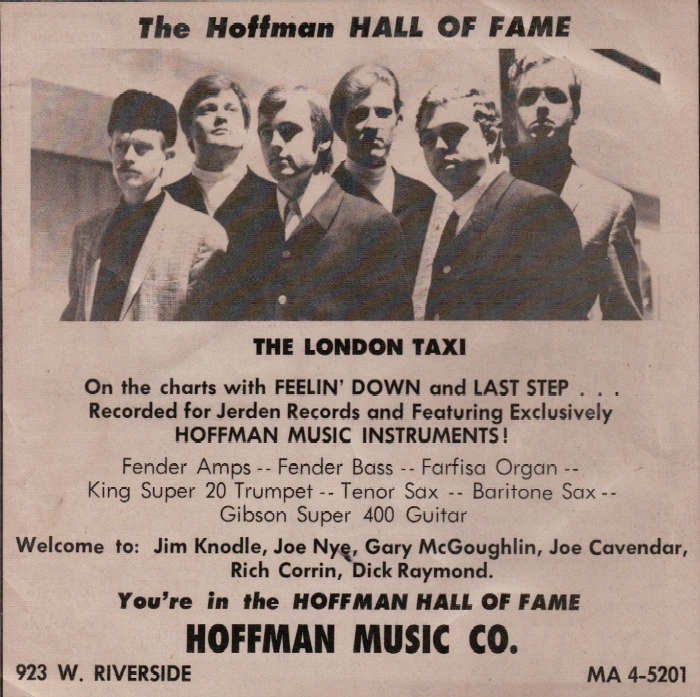 The Hoffman HALL OF FAME
THE LONDON TAXI
On the charts with FEELIN' DOWN and LAST STEP . . .
Recorded for Jerden Records and Featuring Exclusively
HOFFMAN MUSIC INSTRUMENTS!
Fender Amps -- Fender Bass -- Farfisa Organ --
King Super 20 Trumpet -- Tenor Sax -- Baritone Sax --
Gibson Super 400 Guitar
Welcome to: Jim Knodle, Joe Nye, Gary McGoughlin, Joe Cavendar,
Rich Corrin, Dick Raymond.
You're in the HOFFMAN HALL OF FAME
HOFFMAN MUSIC CO.
923 W. RIVERSIDE MA 4-5201